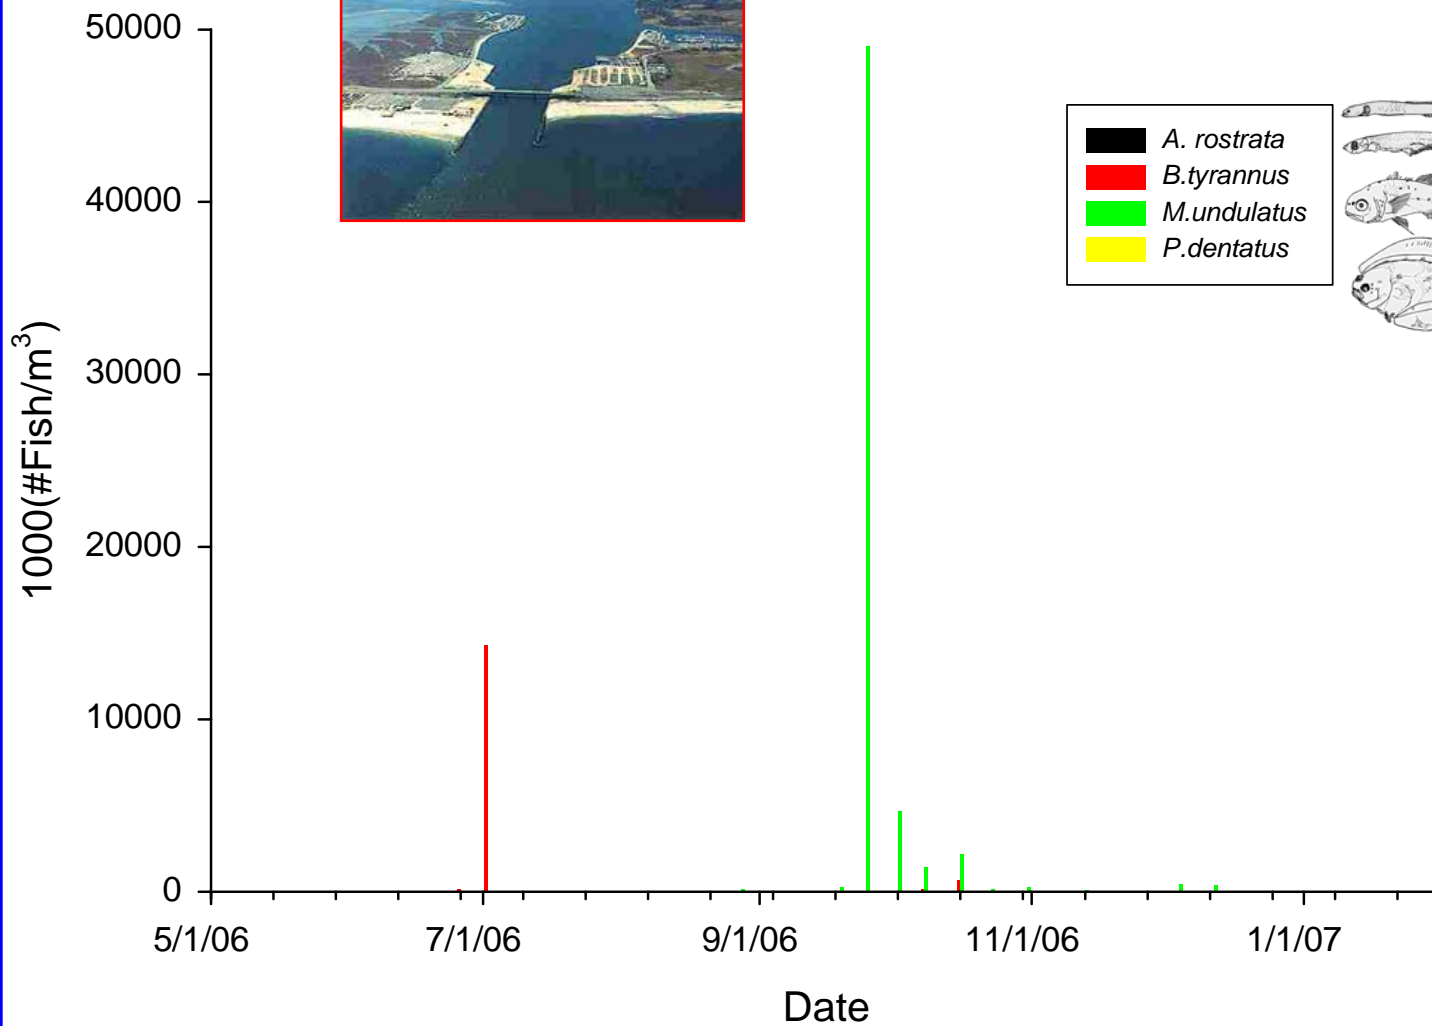 50000
40000
30000
20000
10000
0
1000(#Fish/m³)
A. rostrata
B.tyrannus
M.undulatus
P.dentatus
5/1/06 7/1/06 9/1/06 11/1/06 1/1/07
Date